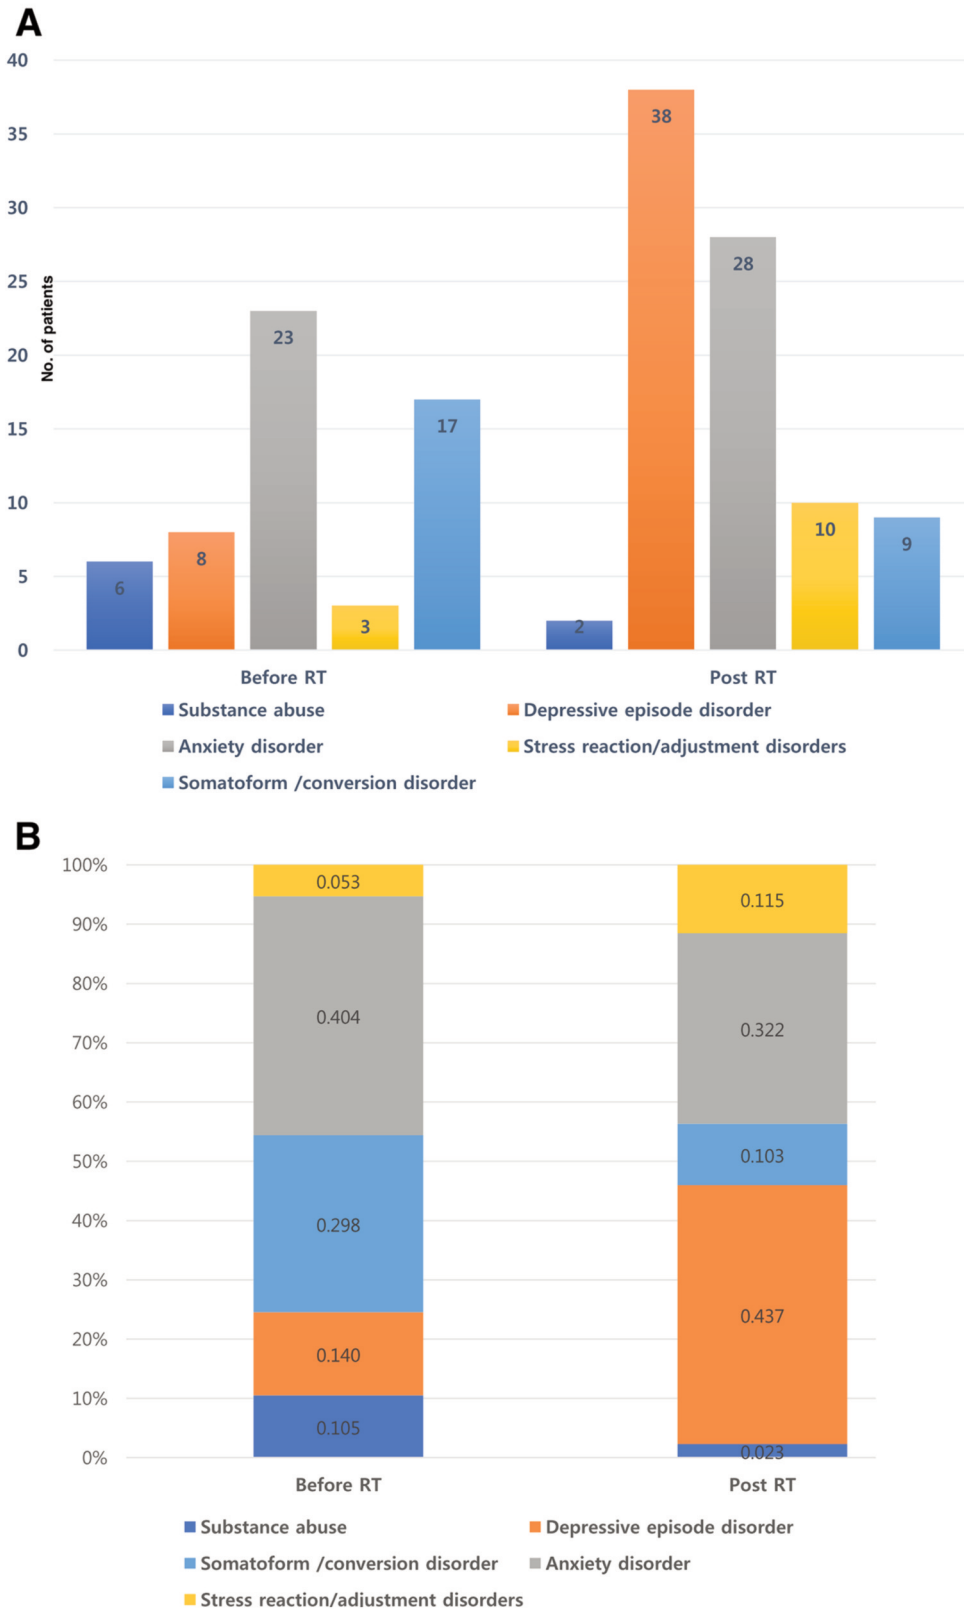 A
40
35
30
25
20
15
10
5
0
No. of patients
6
8
23
3
17
2
38
28
10
9
Before RT
Post RT
Substance abuse
Depressive episode disorder
Anxiety disorder
Stress reaction/adjustment disorders
Somatoform /conversion disorder
B
100%
90%
80%
70%
60%
50%
40%
30%
20%
10%
0%
0.053
0.404
0.298
0.140
0.105
0.115
0.322
0.103
0.437
0.023
Before RT
Post RT
Substance abuse
Depressive episode disorder
Somatoform /conversion disorder
Anxiety disorder
Stress reaction/adjustment disorders